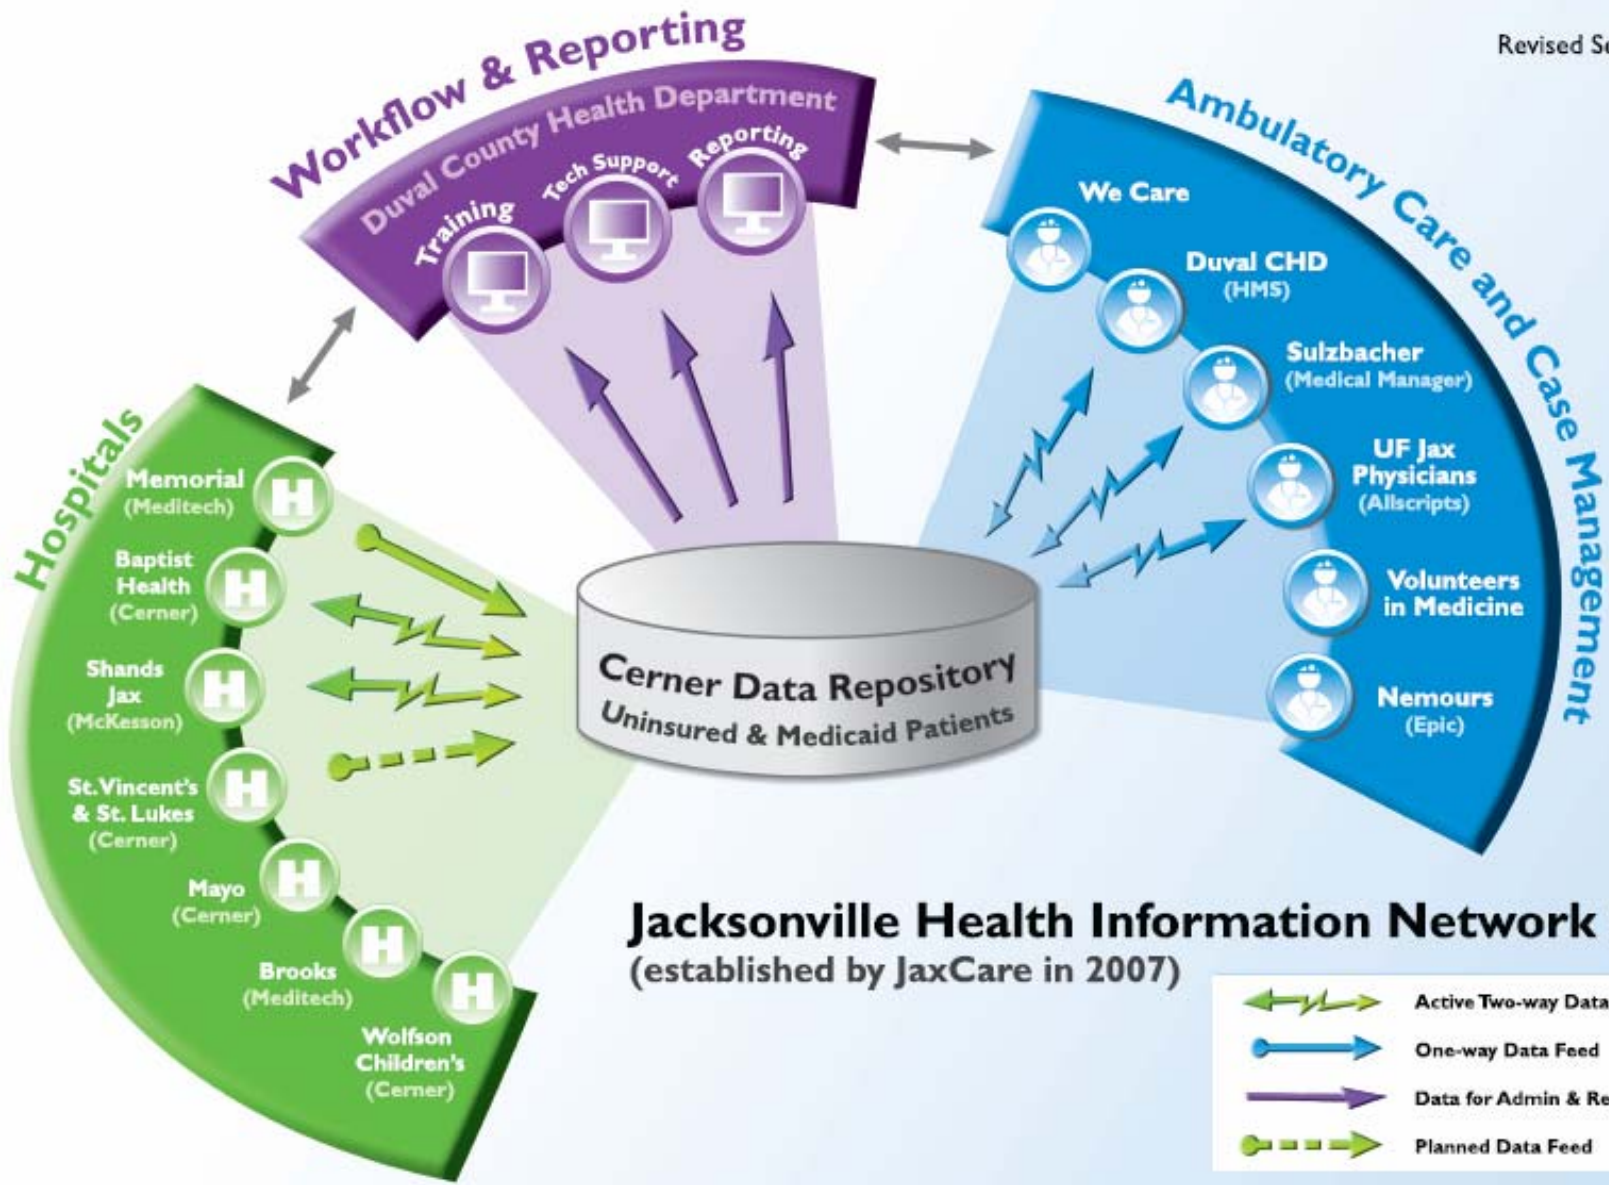 Revised
Workflow & Reporting
Duval County Health Department
Training
Tech Support
Reporting
Ambulatory Care and Case Management
We Care
Duval CHD
(HMS)
Sulzbacher
(Medical Manager)
UF Jax
Physicians
(Allscripts)
Volunteers
in Medicine
Nemours
(Epic)
Hospitals
Memorial
(Meditech)
Baptist
Health
(Cerner)
Shands
Jax
(McKesson)
St. Vincent's
& St. Lukes
(Cerner)
Mayo
(Cerner)
Brooks
(Meditech)
Wolfson
Children's
(Cerner)
H
H
H
H
H
H
H
Cerner Data Repository
Uninsured & Medicaid Patients
Jacksonville Health Information Network
(established by JaxCare in 2007)
Active Two-way Data
One-way Data Feed
Data for Admin & Re
Planned Data Feed